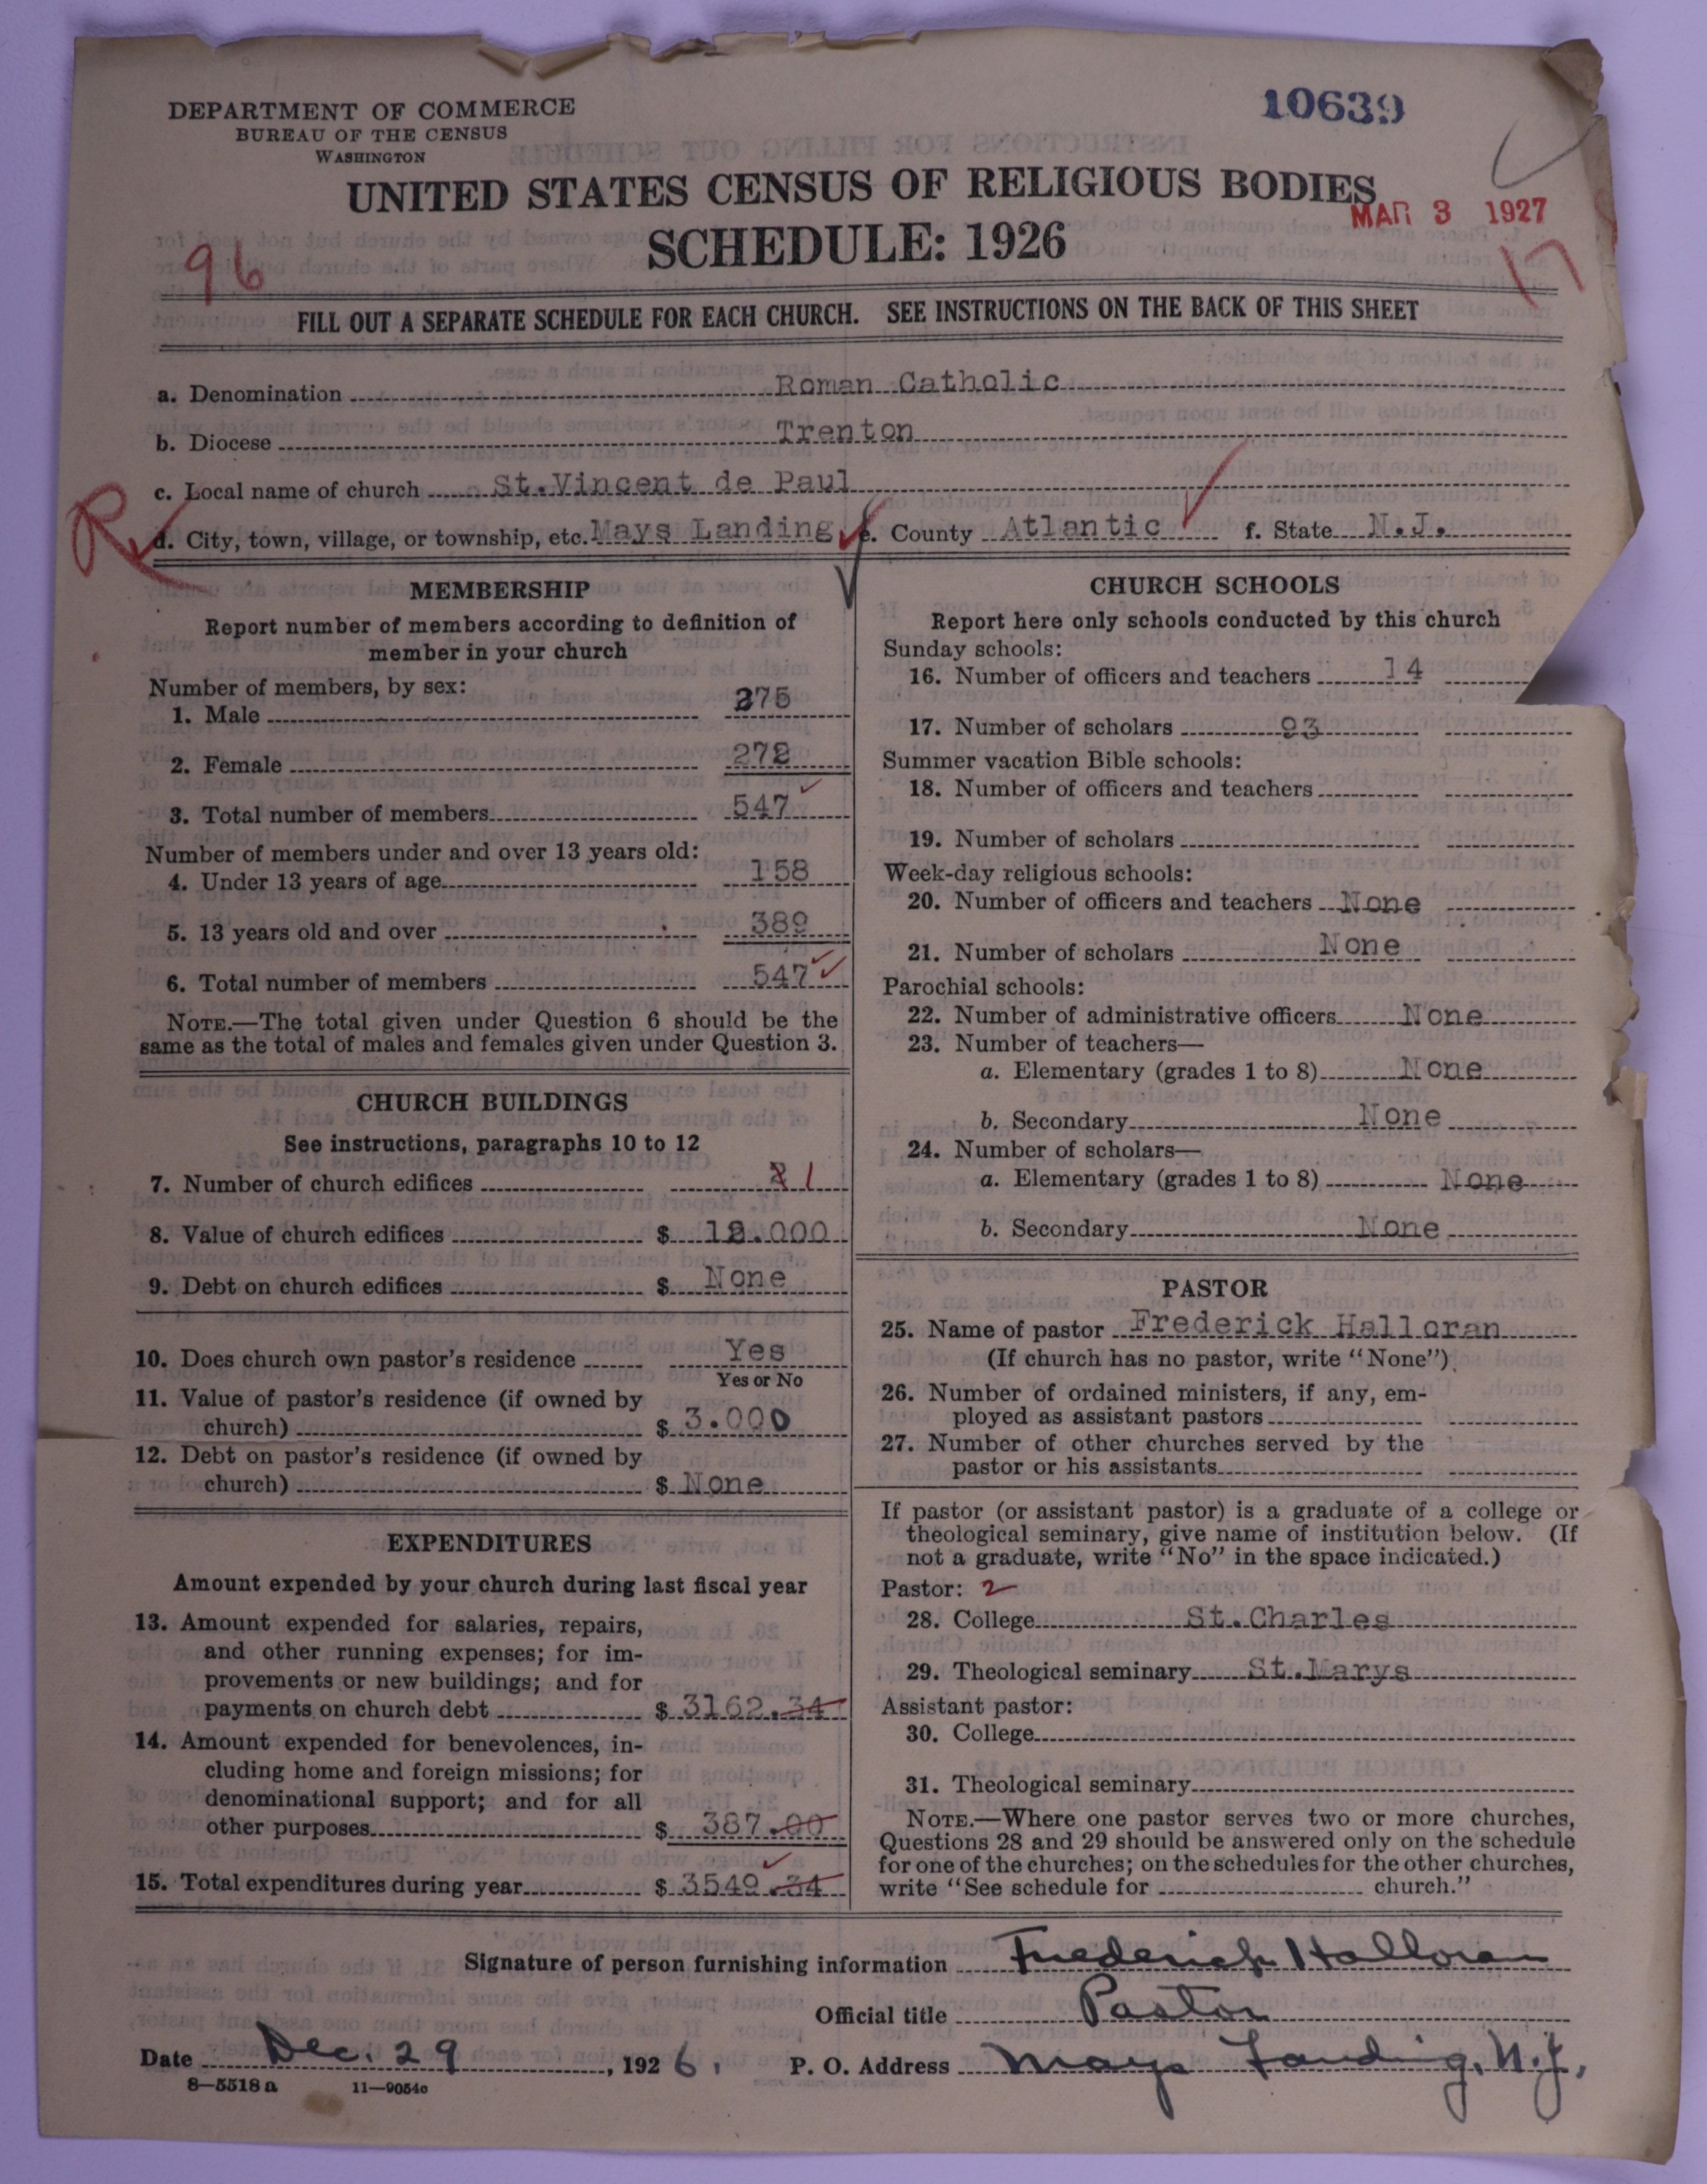 DEPARTMENT OF COMMERCE
BUREAU OF THE CENSUS
WASHINGTON
10639
UNITED STATES CENSUS OF RELIGIOUS BODIES
MAR 3 1927
SCHEDULE: 1926
96
17
FILL OUT A SEPARATE SCHEDULE FOR EACH CHURCH. SEE INSTRUCTIONS ON THE BACK OF THIS SHEET
a. Denomination Roman Catholic
b. Diocese Trenton
c. Local name of church St.Vincent de Paul
R
d. City, town, village, or township, etc. Mays Landing e. County Atlantic f. State N.J.
MEMBERSHIP
Report number of members according to definition of
member in your church
Number of members, by sex:
1. Male 275
2. Female 272
3. Total number of members 547
Number of members under and over 13 years old:
4. Under 13 years of age 158
5. 13 years old and over 389
6. Total number of members 547
NOTE.—The total given under Question 6 should be the
same as the total of males and females given under Question 3.
CHURCH BUILDINGS
See instructions, paragraphs 10 to 12
7. Number of church edifices 1
8. Value of church edifices $ 12.000
9. Debt on church edifices $ None
10. Does church own pastor's residence Yes
Yes or No
11. Value of pastor's residence (if owned by
church) $ 3.000
12. Debt on pastor's residence (if owned by
church) $ None
EXPENDITURES
Amount expended by your church during last fiscal year
13. Amount expended for salaries, repairs,
and other running expenses; for im-
provements or new buildings; and for
payments on church debt $ 3162.34
14. Amount expended for benevolences, in-
cluding home and foreign missions; for
denominational support; and for all
other purposes $ 387.00
15. Total expenditures during year $ 3549.34
CHURCH SCHOOLS
Report here only schools conducted by this church
Sunday schools:
16. Number of officers and teachers 14
17. Number of scholars 93
Summer vacation Bible schools:
18. Number of officers and teachers
19. Number of scholars
Week-day religious schools:
20. Number of officers and teachers None
21. Number of scholars None
Parochial schools:
22. Number of administrative officers None
23. Number of teachers—
a. Elementary (grades 1 to 8) None
b. Secondary None
24. Number of scholars—
a. Elementary (grades 1 to 8) None
b. Secondary None
PASTOR
25. Name of pastor Frederick Halloran
(If church has no pastor, write "None")
26. Number of ordained ministers, if any, em-
ployed as assistant pastors
27. Number of other churches served by the
pastor or his assistants
If pastor (or assistant pastor) is a graduate of a college or
theological seminary, give name of institution below. (If
not a graduate, write "No" in the space indicated.)
Pastor: 2
28. College St.Charles
29. Theological seminary St.Marys
Assistant pastor:
30. College
31. Theological seminary
NOTE.—Where one pastor serves two or more churches,
Questions 28 and 29 should be answered only on the schedule
for one of the churches; on the schedules for the other churches,
write "See schedule for church."
Signature of person furnishing information Frederick Halloran
Official title Pastor
Date Dec. 29, 1926. P. O. Address Mays Landing, N.J.
8—5518 a 11—9054c